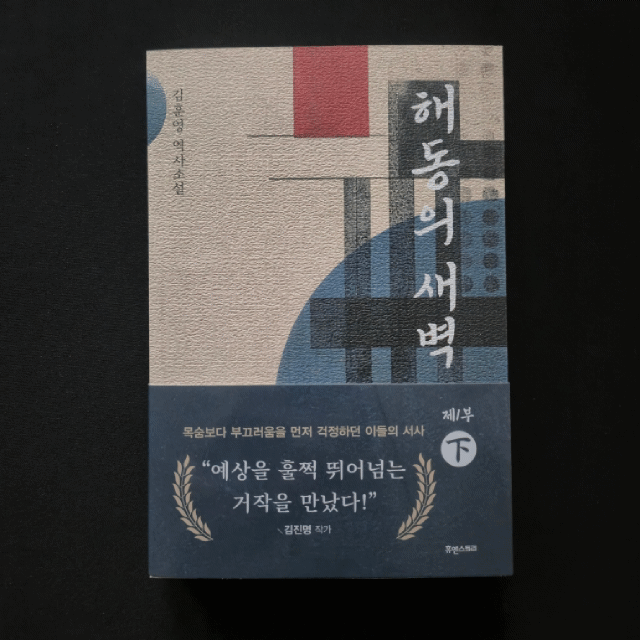 김훈영 역사소설
해동의 새벽
제1부
下
목숨보다 부끄러움을 먼저 걱정하던 이들의 서사
“예상을 훌쩍 뛰어넘는
거작을 만났다!”
김진명 작가